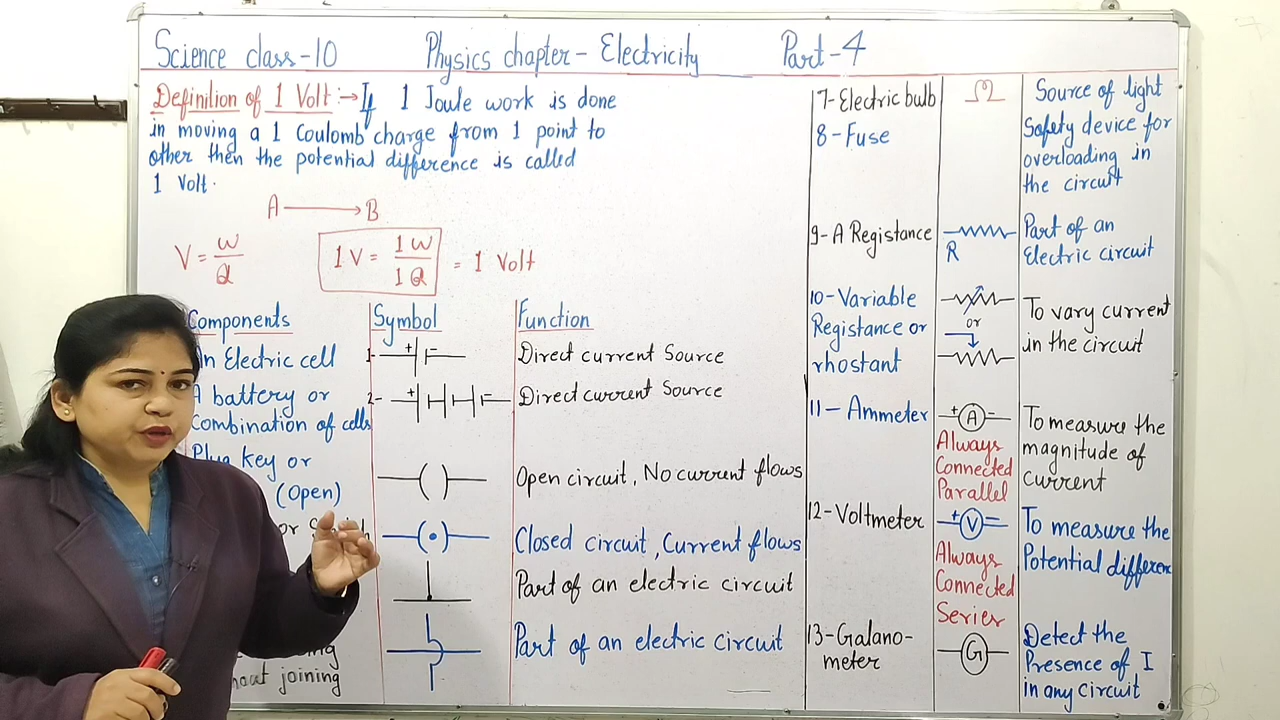 Science class-10 Physics chapter- Electricity Part-4
Definition of 1 Volt:→ If 1 Joule work is done
in moving a 1 Coulomb charge from 1 point to
other then the potential difference is called
1 Volt.
A → B
V = W/Q 1V = 1W/1Q = 1 Volt
Components Symbol Function
An Electric cell 1- + - Direct current Source
A battery or 2- + - Direct current Source
Combination of cells
Plug key or
(Open) Open circuit, No current flows
or
Closed circuit, Current flows
Part of an electric circuit
Part of an electric circuit
joining
7- Electric bulb Source of light
8- Fuse Safety device for
overloading in
the circuit
9- A Registance R Part of an
Electric circuit
10- Variable To vary current
Registance or or in the circuit
rhostant
11- Ammeter + A - To measure the
Always magnitude of
Connected current
Parallel
12- Voltmeter + V - To measure the
Always Potential differen
Connected
Series
13- Galano- G Detect the
meter Presence of I
in any circuit